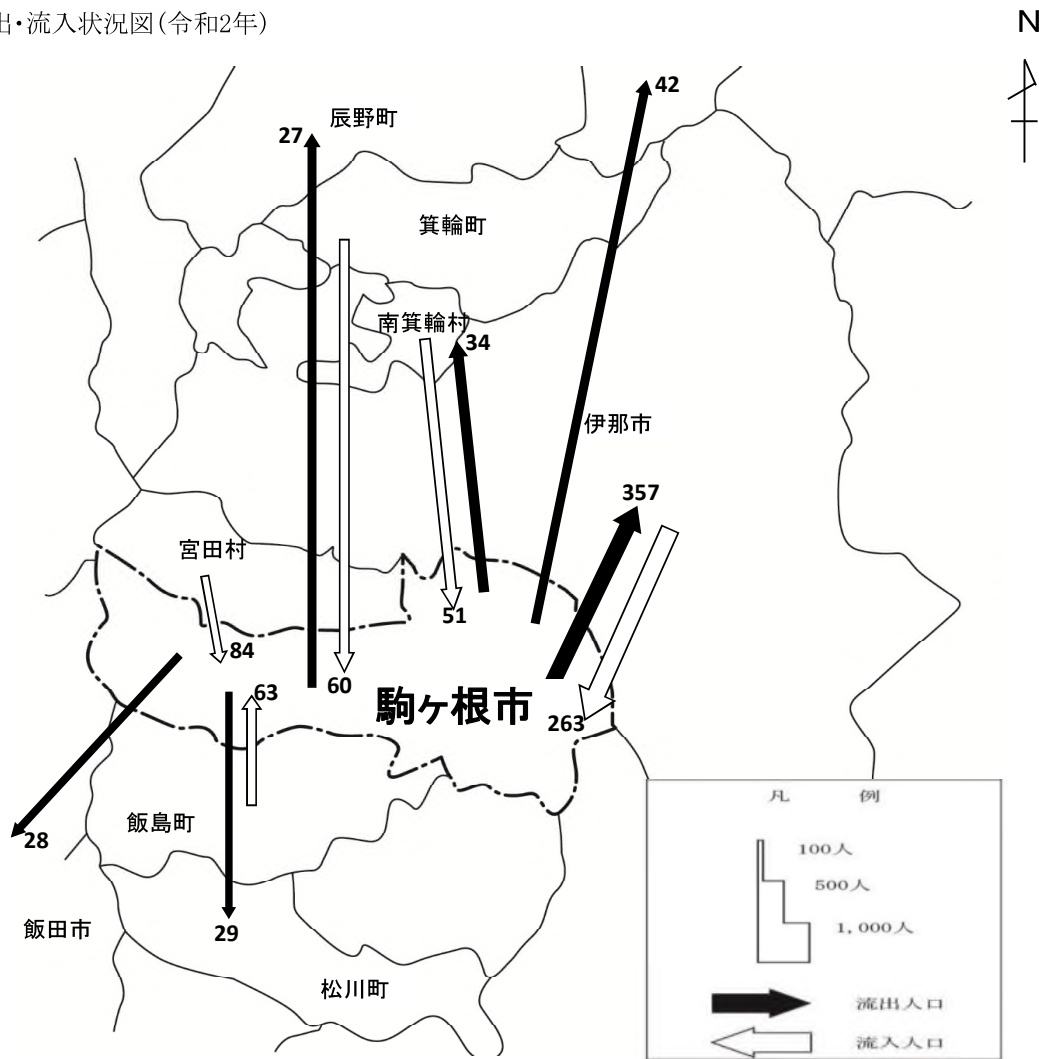 出・流入状況図(令和2年)
N
42
辰野町
27
箕輪町
南箕輪村
34
伊那市
357
宮田村
51
84
60
63
駒ヶ根市
263
凡 例
飯島町
28
100人
500人
飯田市
29
1,000人
松川町
流出人口
流入人口